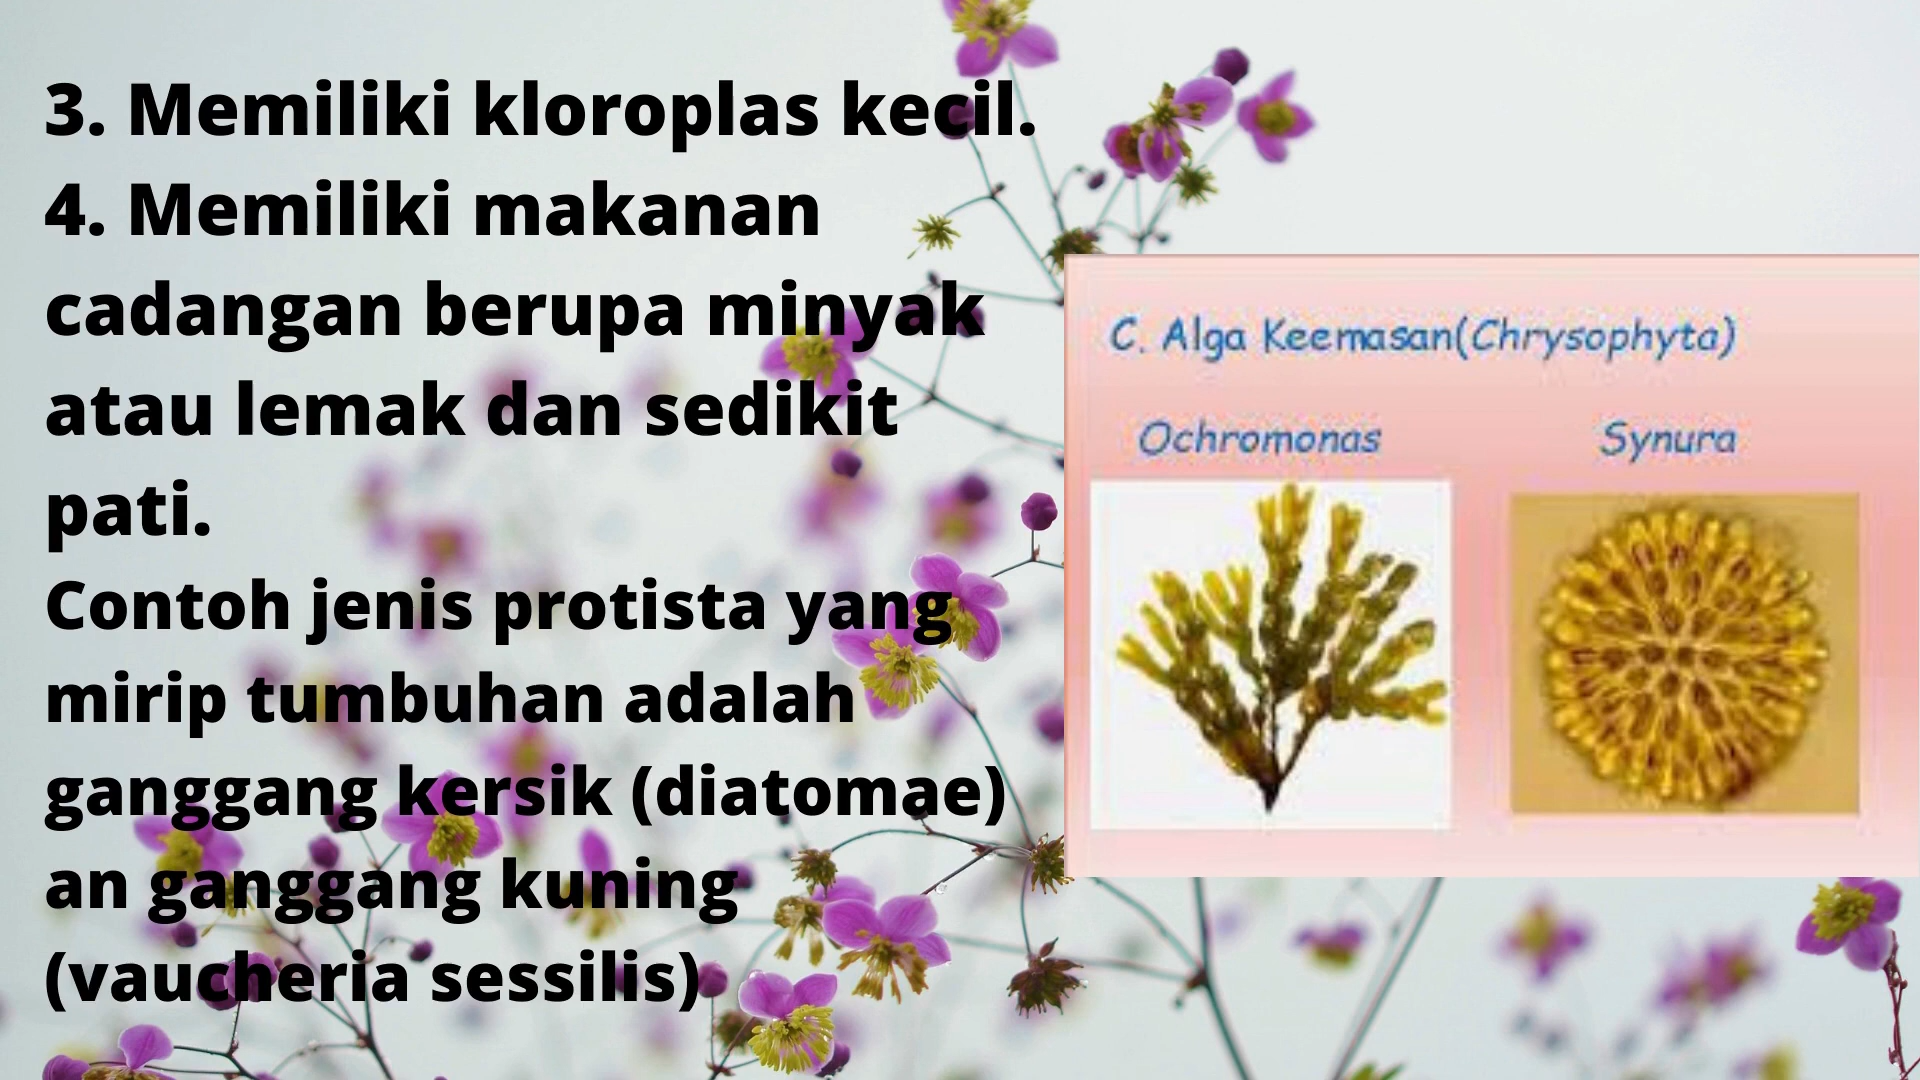 3. Memiliki kloroplas kecil.
4. Memiliki makanan
cadangan berupa minyak
atau lemak dan sedikit
pati.
Contoh jenis protista yang
mirip tumbuhan adalah
ganggang kersik (diatomae)
an ganggang kuning
(vaucheria sessilis)
C. Alga Keemasan(Chrysophyta)
Ochromonas
Synura